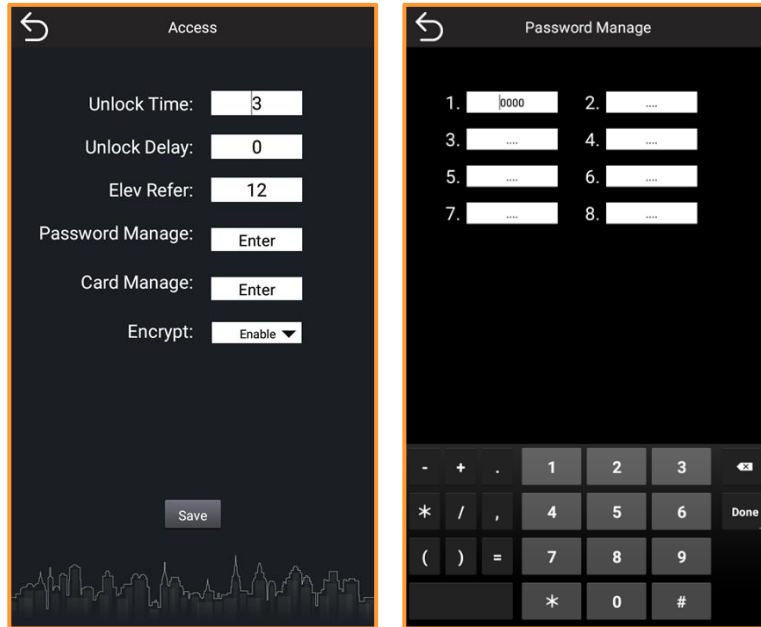 Access
Unlock Time: 3
Unlock Delay: 0
Elev Refer: 12
Password Manage: Enter
Card Manage: Enter
Encrypt: Enable
Save
Password Manage
1. 0000 2. ....
3. .... 4. ....
5. .... 6. ....
7. .... 8. ....
- + . 1 2 3
* / , 4 5 6 Done
( ) = 7 8 9
* 0 #